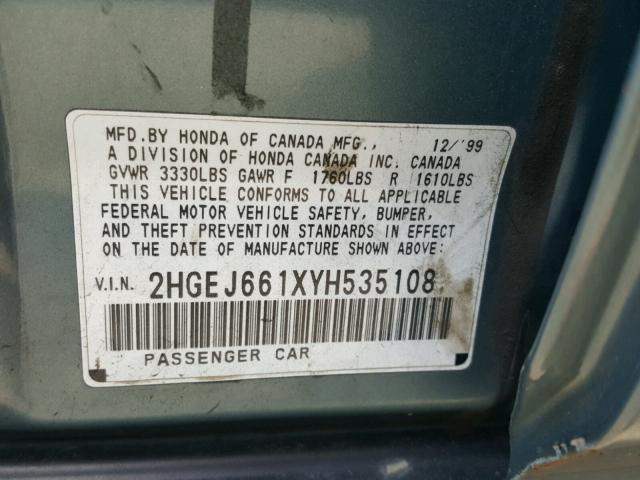 MFD.BY HONDA OF CANADA MFG., 12/'99
A DIVISION OF HONDA CANADA INC. CANADA
GVWR 3330LBS GAWR F 1760LBS R 1610LBS
THIS VEHICLE CONFORMS TO ALL APPLICABLE
FEDERAL MOTOR VEHICLE SAFETY, BUMPER,
AND THEFT PREVENTION STANDARDS IN EFFECT
ON THE DATE OF MANUFACTURE SHOWN ABOVE:
V.I.N. 2HGEJ661XYH535108
PASSENGER CAR